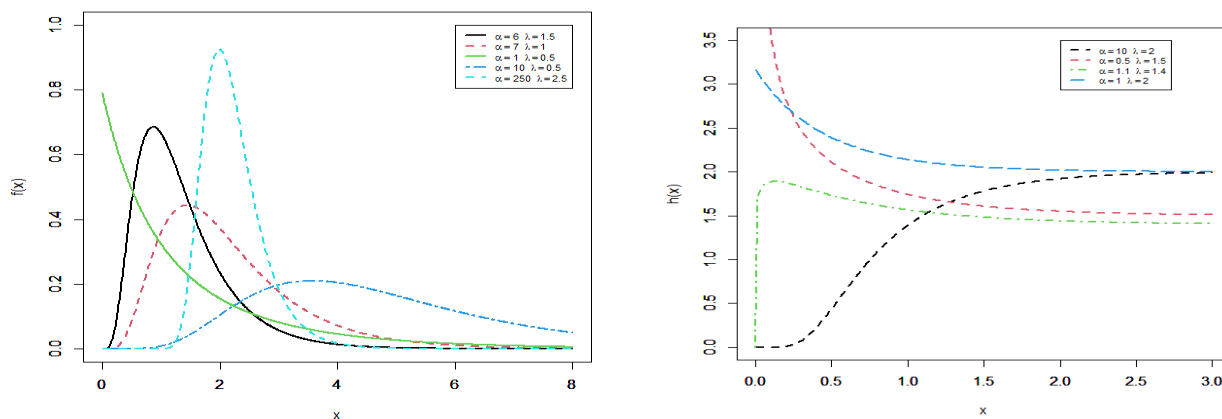 α = 6 λ = 1.5
α = 7 λ = 1
α = 1 λ = 0.5
α = 10 λ = 0.5
α = 250 λ = 2.5
f(x)
1.0
0.8
0.6
0.4
0.2
0.0
0 2 4 6 8
x
α = 10 λ = 2
α = 0.5 λ = 1.5
α = 1.1 λ = 1.4
α = 1 λ = 2
h(x)
3.5
3.0
2.5
2.0
1.5
1.0
0.5
0.0
0.0 0.5 1.0 1.5 2.0 2.5 3.0
x